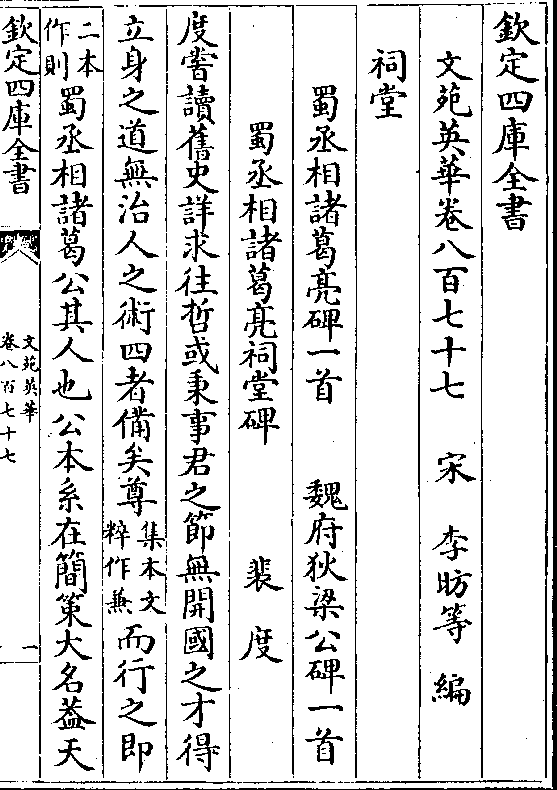 欽定四庫全書
文苑英華卷八百七十七　宋　李昉等　編
祠堂
蜀丞相諸葛亮碑一首　魏府狄梁公碑一首
蜀丞相諸葛亮祠堂碑　裴度
度嘗讀舊史詳求往哲或秉事君之節無開國之才得
立身之道無治人之術四者備矣尊集本文粹作兼而行之即
二本作則蜀丞相諸葛公其人也公本系在簡策大名葢天
欽定四庫全書
文苑英華
卷八百七十七
一